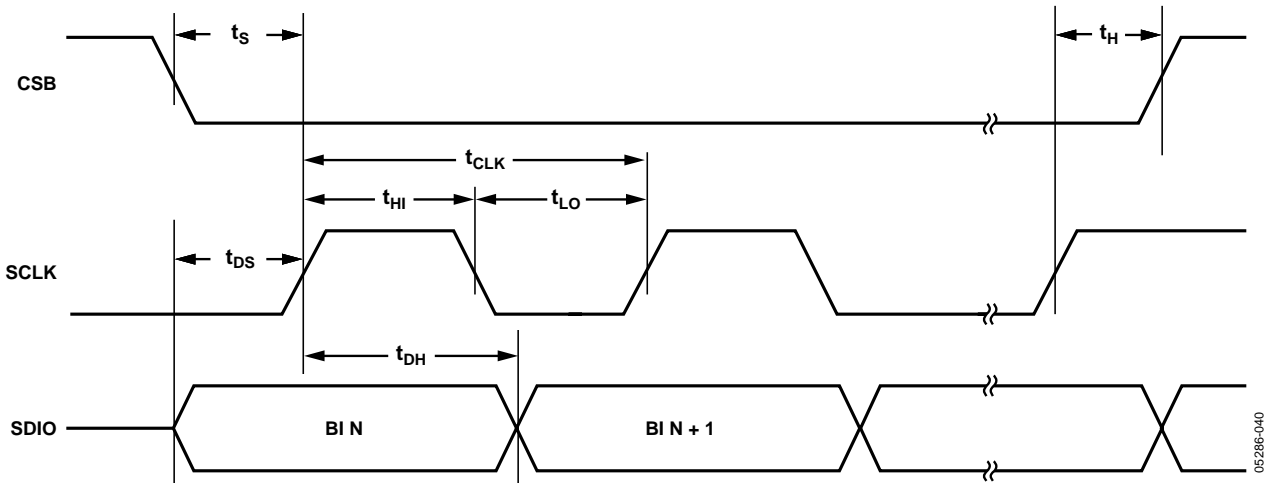 CSB
tS
tH
tCLK
tHI
tLO
SCLK
tDS
tDH
SDIO
BI N
BI N + 1
05286-040